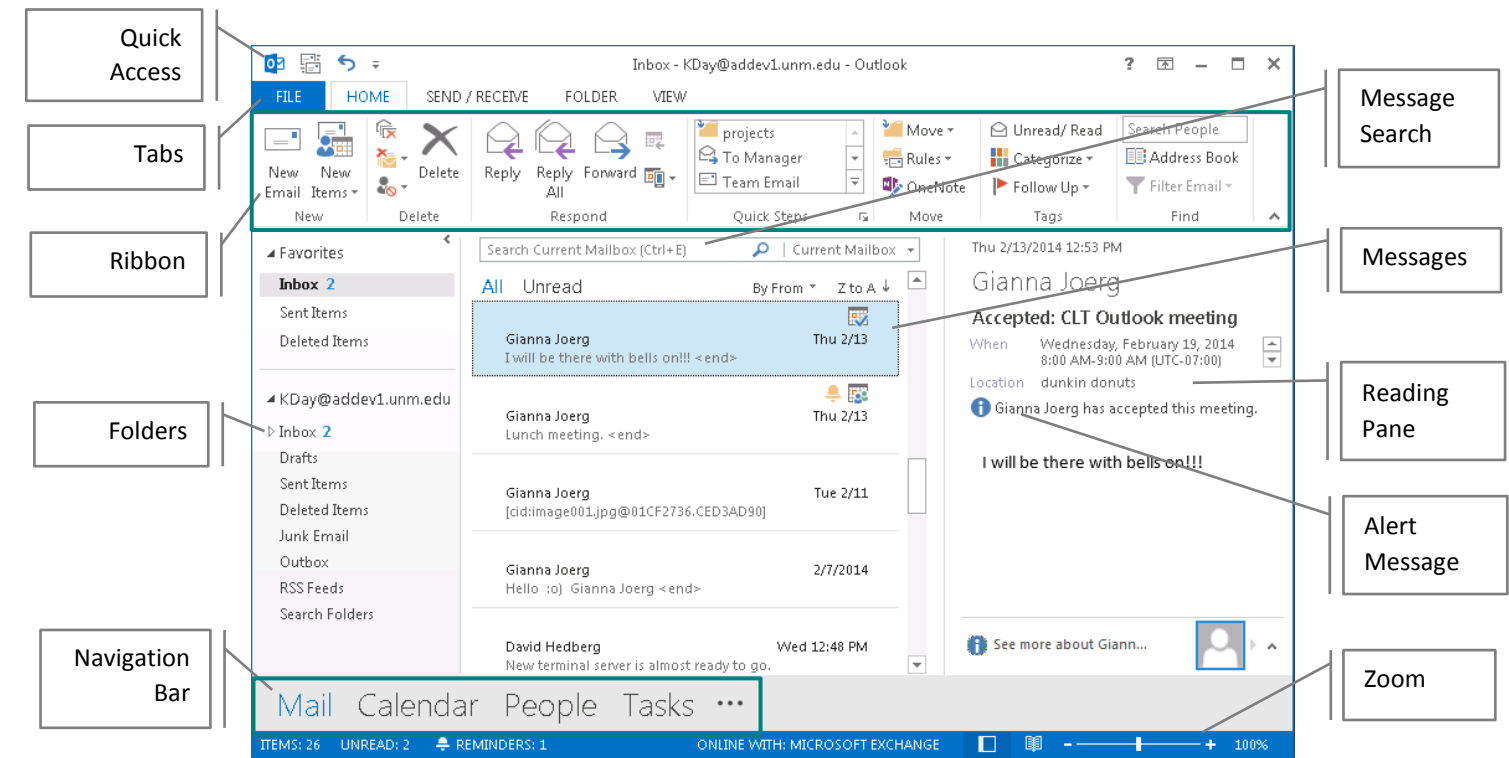 Quick
Access
Tabs
Ribbon
Folders
Navigation
Bar
Inbox - KDay@addev1.unm.edu - Outlook
?
FILE HOME SEND / RECEIVE FOLDER VIEW
New
Email
New
Items
New
Delete
Delete
Reply
Reply
All
Forward
Respond
projects
To Manager
Team Email
Quick Steps
Move
Rules
OneNote
Move
Unread/ Read
Categorize
Follow Up
Tags
Search People
Address Book
Filter Email
Find
Favorites
Inbox 2
Sent Items
Deleted Items
KDay@addev1.unm.edu
Inbox 2
Drafts
Sent Items
Deleted Items
Junk Email
Outbox
RSS Feeds
Search Folders
Search Current Mailbox (Ctrl+E) Current Mailbox
All Unread By From Z to A
Gianna Joerg Thu 2/13
I will be there with bells on!!! <end>
Gianna Joerg Thu 2/13
Lunch meeting. <end>
Gianna Joerg Tue 2/11
[cid:image001.jpg@01CF2736.CED3AD90]
Gianna Joerg 2/7/2014
Hello :o) Gianna Joerg <end>
David Hedberg Wed 12:48 PM
New terminal server is almost ready to go.
Thu 2/13/2014 12:53 PM
Gianna Joerg
Accepted: CLT Outlook meeting
When Wednesday, February 19, 2014
8:00 AM-9:00 AM (UTC-07:00)
Location dunkin donuts
Gianna Joerg has accepted this meeting.
I will be there with bells on!!!
See more about Giann...
Mail Calendar People Tasks •••
ITEMS: 26 UNREAD: 2 REMINDERS: 1 ONLINE WITH: MICROSOFT EXCHANGE - + 100%
Message
Search
Messages
Reading
Pane
Alert
Message
Zoom